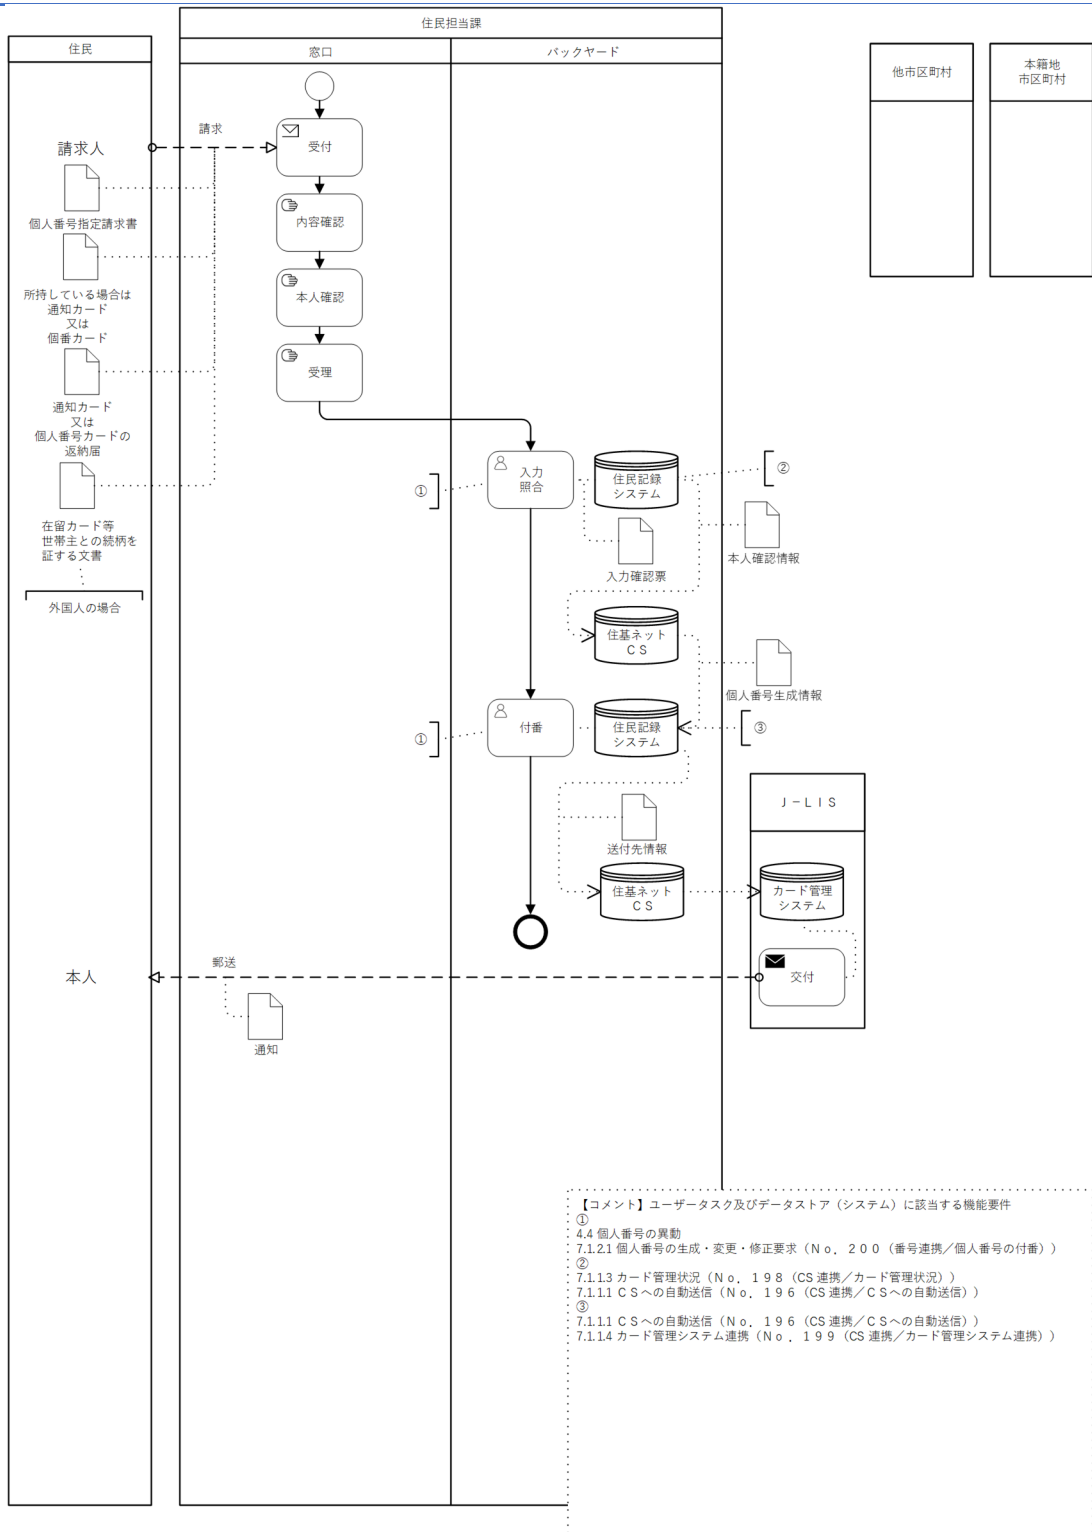 住民担当課
住民
窓口
バックヤード
他市区町村
本籍地
市区町村
請求
受付
請求人
個人番号指定請求書
内容確認
所持している場合は
通知カード
又は
個番カード
本人確認
受理
通知カード
又は
個人番号カードの
返納届
入力
照合
住民記録
システム
①
②
入力確認票
本人確認情報
在留カード等
世帯主との続柄を
証する文書
外国人の場合
住基ネット
ＣＳ
個人番号生成情報
付番
住民記録
システム
①
③
Ｊ－ＬＩＳ
送付先情報
住基ネット
ＣＳ
カード管理
システム
郵送
本人
交付
通知
【コメント】ユーザータスク及びデータストア（システム）に該当する機能要件
①
4.4 個人番号の異動
7.1.2.1 個人番号の生成・変更・修正要求（Ｎｏ．２００（番号連携／個人番号の付番））
②
7.1.1.3 カード管理状況（Ｎｏ．１９８（CS 連携／カード管理状況））
7.1.1.1 ＣＳへの自動送信（Ｎｏ．１９６（CS 連携／ＣＳへの自動送信））
③
7.1.1.1 ＣＳへの自動送信（Ｎｏ．１９６（CS 連携／ＣＳへの自動送信））
7.1.1.4 カード管理システム連携（Ｎｏ．１９９（CS 連携／カード管理システム連携））